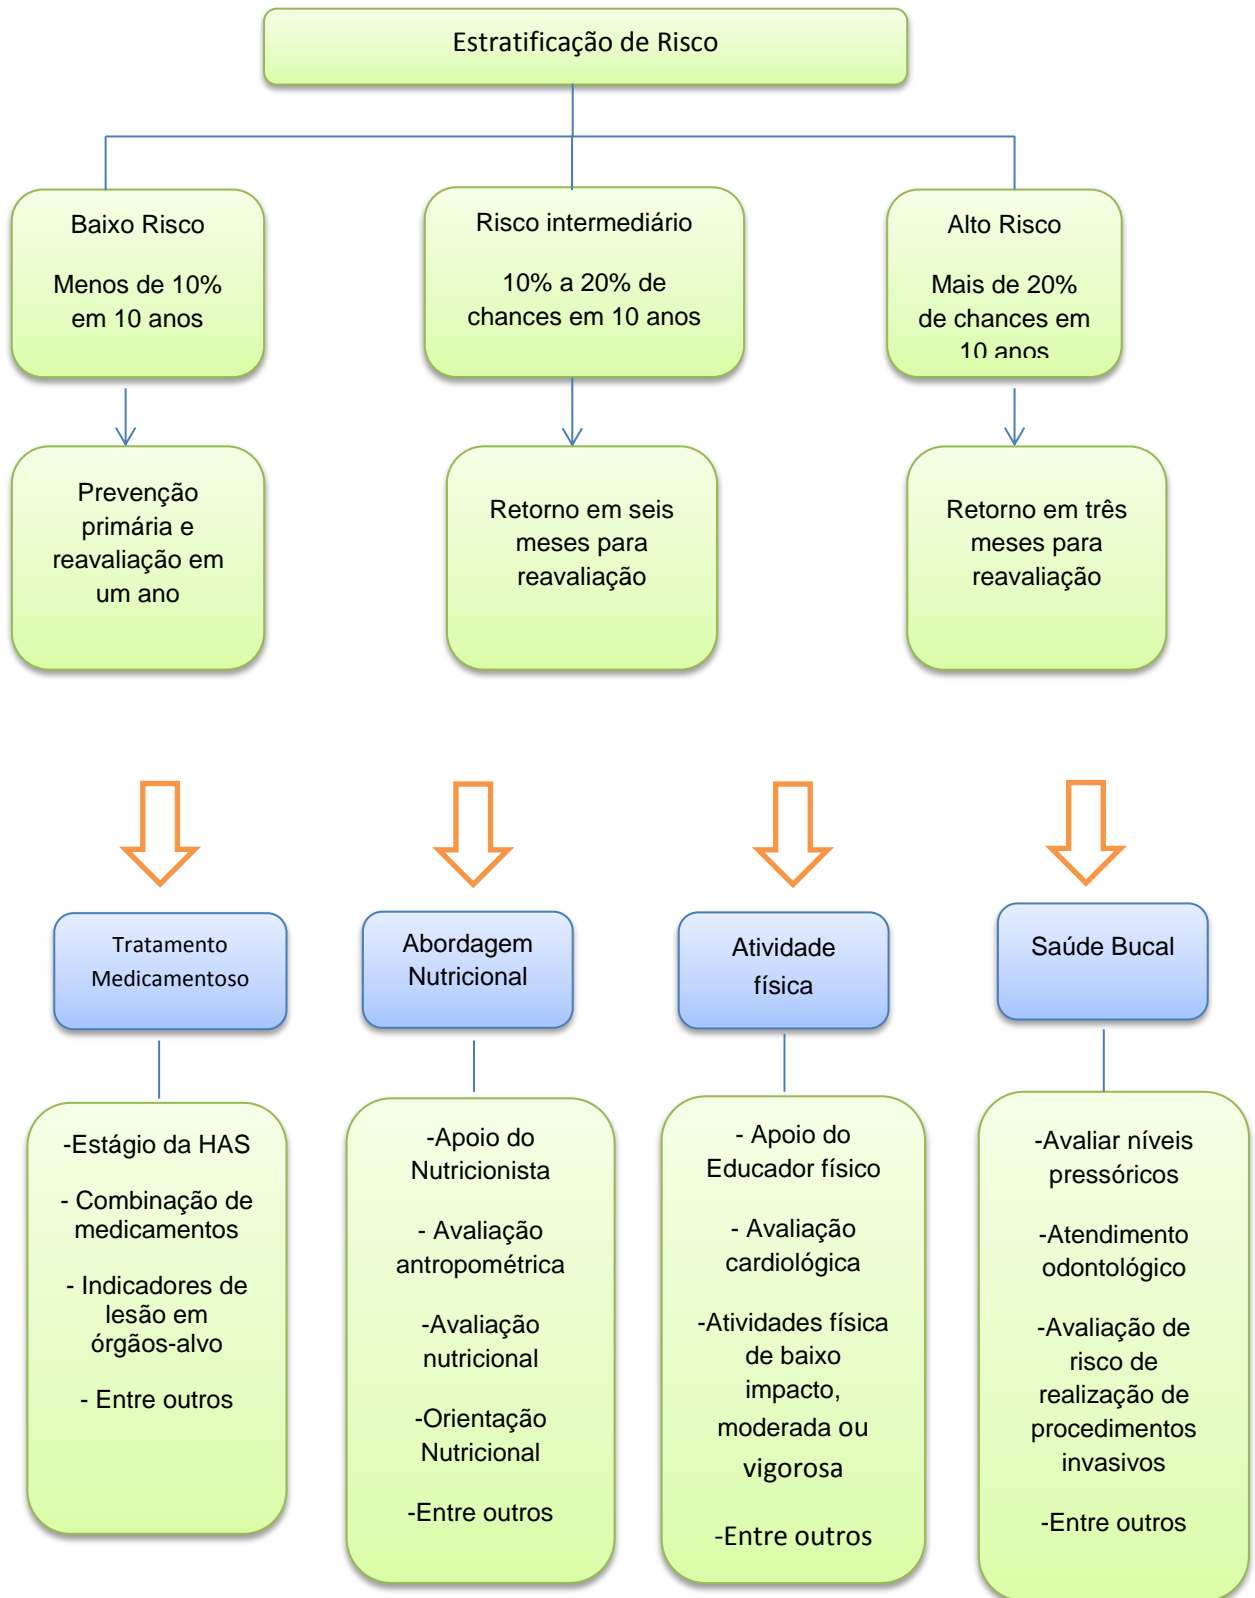 Estratificação de Risco
Baixo Risco
Menos de 10%
em 10 anos
Risco intermediário
10% a 20% de
chances em 10 anos
Alto Risco
Mais de 20%
de chances em
10 anos
Prevenção
primária e
reavaliação em
um ano
Retorno em seis
meses para
reavaliação
Retorno em três
meses para
reavaliação
Tratamento
Medicamentoso
Abordagem
Nutricional
Atividade
física
Saúde Bucal
-Estágio da HAS
- Combinação de
medicamentos
- Indicadores de
lesão em
órgãos-alvo
- Entre outros
-Apoio do
Nutricionista
- Avaliação
antropométrica
-Avaliação
nutricional
-Orientação
Nutricional
-Entre outros
- Apoio do
Educador físico
- Avaliação
cardiológica
-Atividades física
de baixo
impacto,
moderada ou
vigorosa
-Entre outros
-Avaliar níveis
pressóricos
-Atendimento
odontológico
-Avaliação de
risco de
realização de
procedimentos
invasivos
-Entre outros